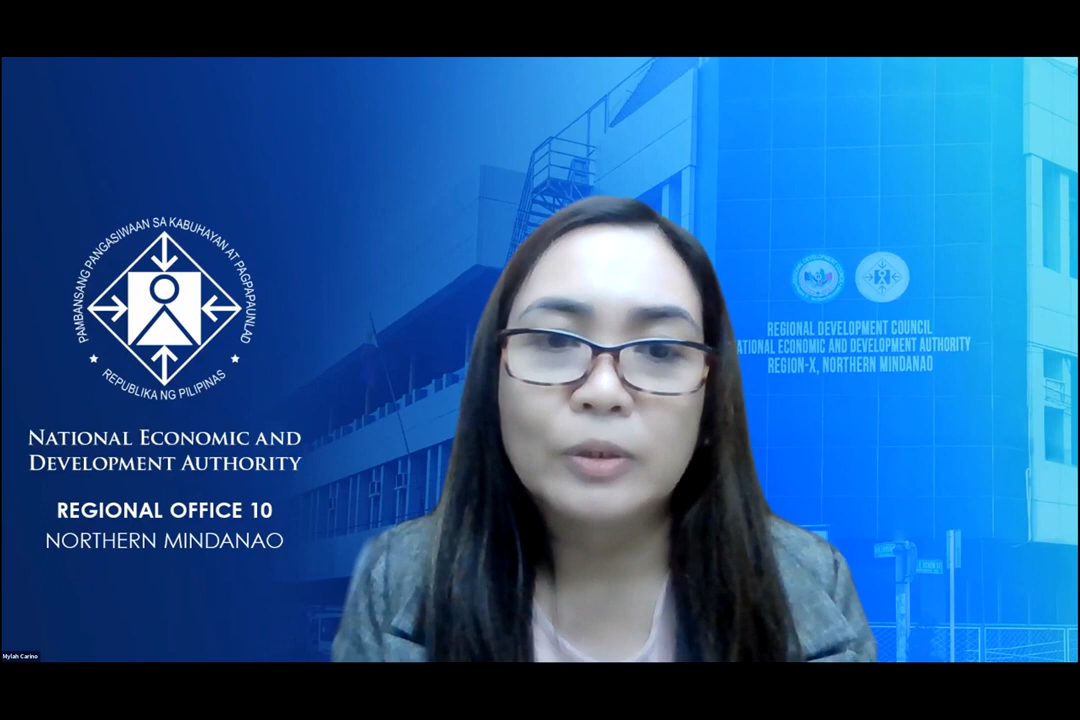 PAMBANSANG PANGASIWAAN SA KABUHAYAN AT PAGPAPAUNLAD
REPUBLIKA NG PILIPINAS
NATIONAL ECONOMIC AND
DEVELOPMENT AUTHORITY
REGIONAL OFFICE 10
NORTHERN MINDANAO
REGIONAL DEVELOPMENT COUNCIL
NATIONAL ECONOMIC AND DEVELOPMENT AUTHORITY
REGION-X, NORTHERN MINDANAO
Mylah Carino